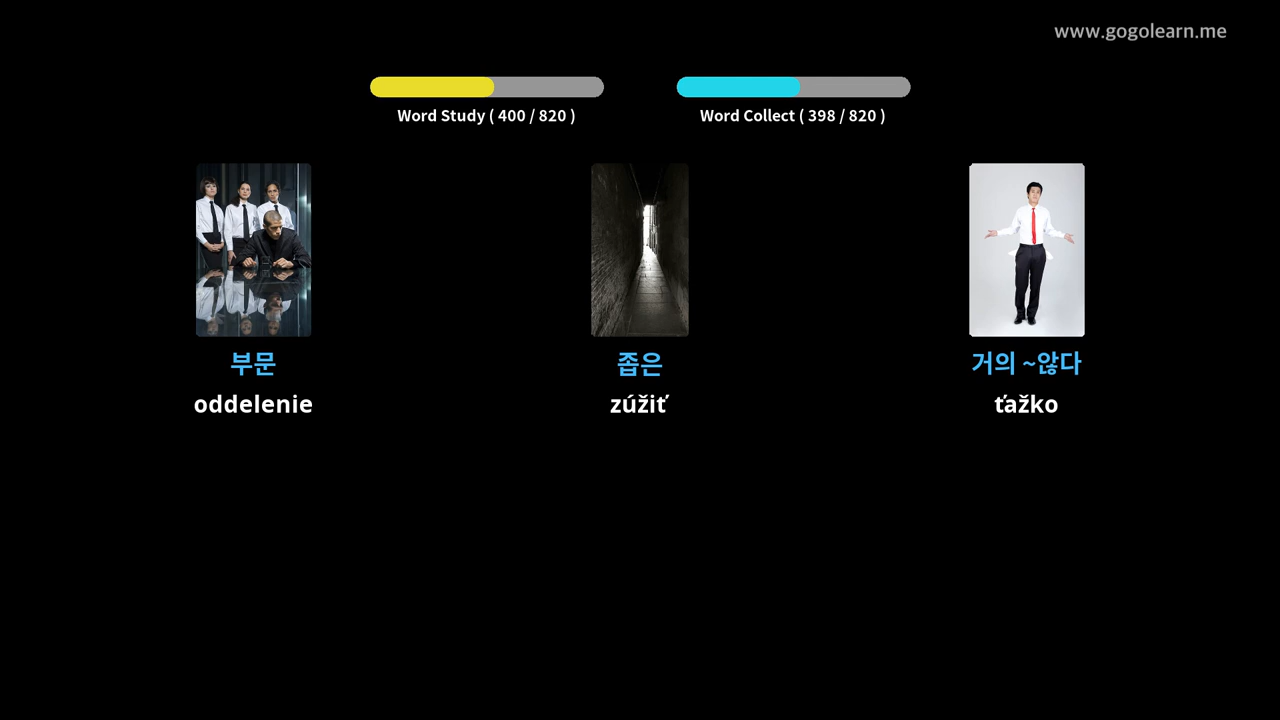 www.gogolearn.me
Word Study ( 400 / 820 )
Word Collect ( 398 / 820 )
부문
좁은
거의 ~않다
oddelenie
zúžiť
ťažko